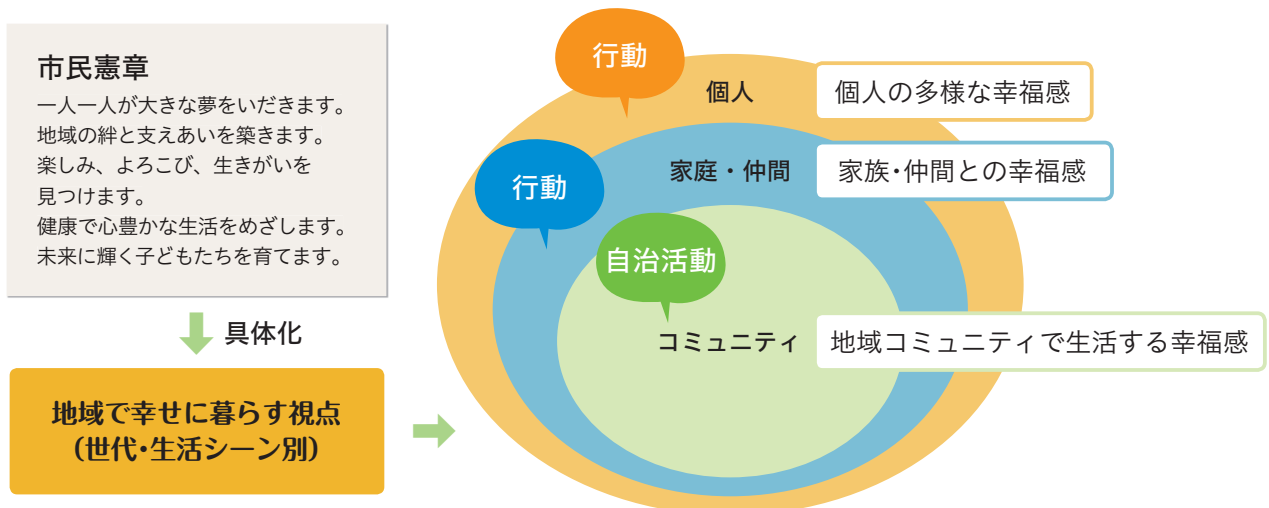 市民憲章
一人一人が大きな夢をいだきます。
地域の絆と支えあいを築きます。
楽しみ、よろこび、生きがいを
見つけます。
健康で心豊かな生活をめざします。
未来に輝く子どもたちを育てます。
具体化
地域で幸せに暮らす視点
(世代・生活シーン別)
行動
個人
個人の多様な幸福感
行動
家庭・仲間
家族・仲間との幸福感
自治活動
コミュニティ
地域コミュニティで生活する幸福感